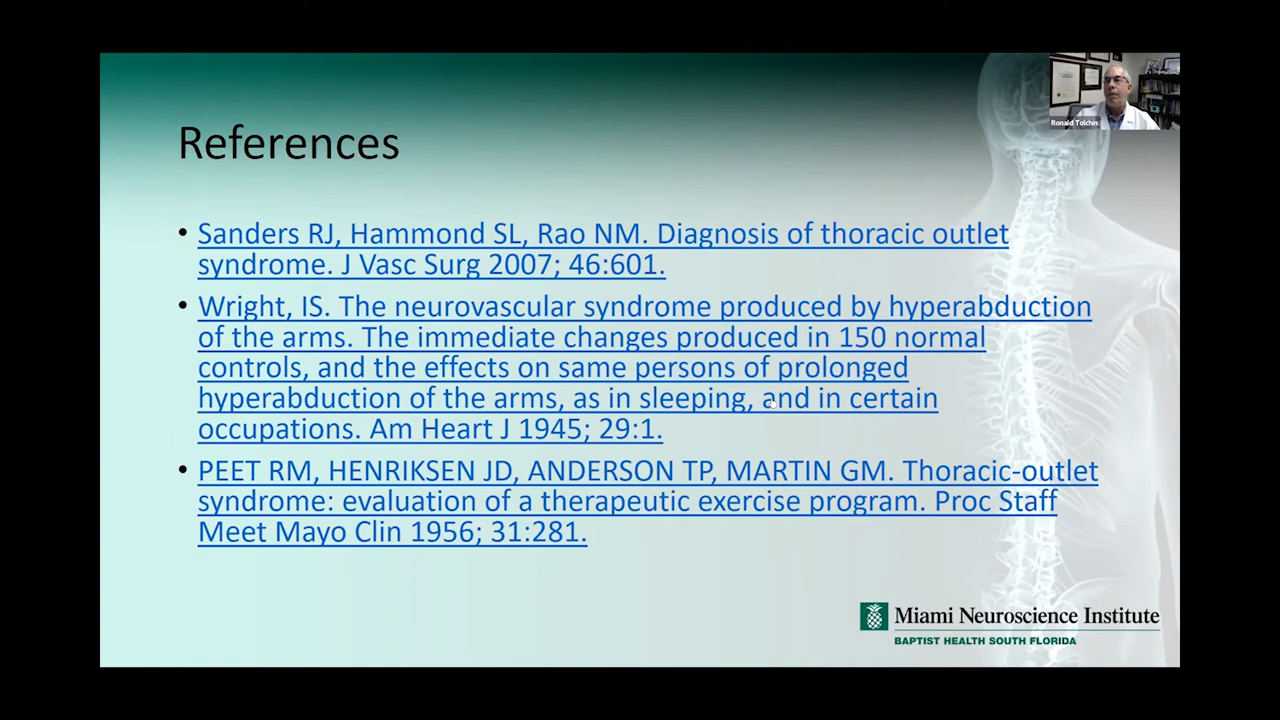 Ronald Tolchin
References
• Sanders RJ, Hammond SL, Rao NM. Diagnosis of thoracic outlet
syndrome. J Vasc Surg 2007; 46:601.
• Wright, IS. The neurovascular syndrome produced by hyperabduction
of the arms. The immediate changes produced in 150 normal
controls, and the effects on same persons of prolonged
hyperabduction of the arms, as in sleeping, and in certain
occupations. Am Heart J 1945; 29:1.
• PEET RM, HENRIKSEN JD, ANDERSON TP, MARTIN GM. Thoracic-outlet
syndrome: evaluation of a therapeutic exercise program. Proc Staff
Meet Mayo Clin 1956; 31:281.
Miami Neuroscience Institute
BAPTIST HEALTH SOUTH FLORIDA